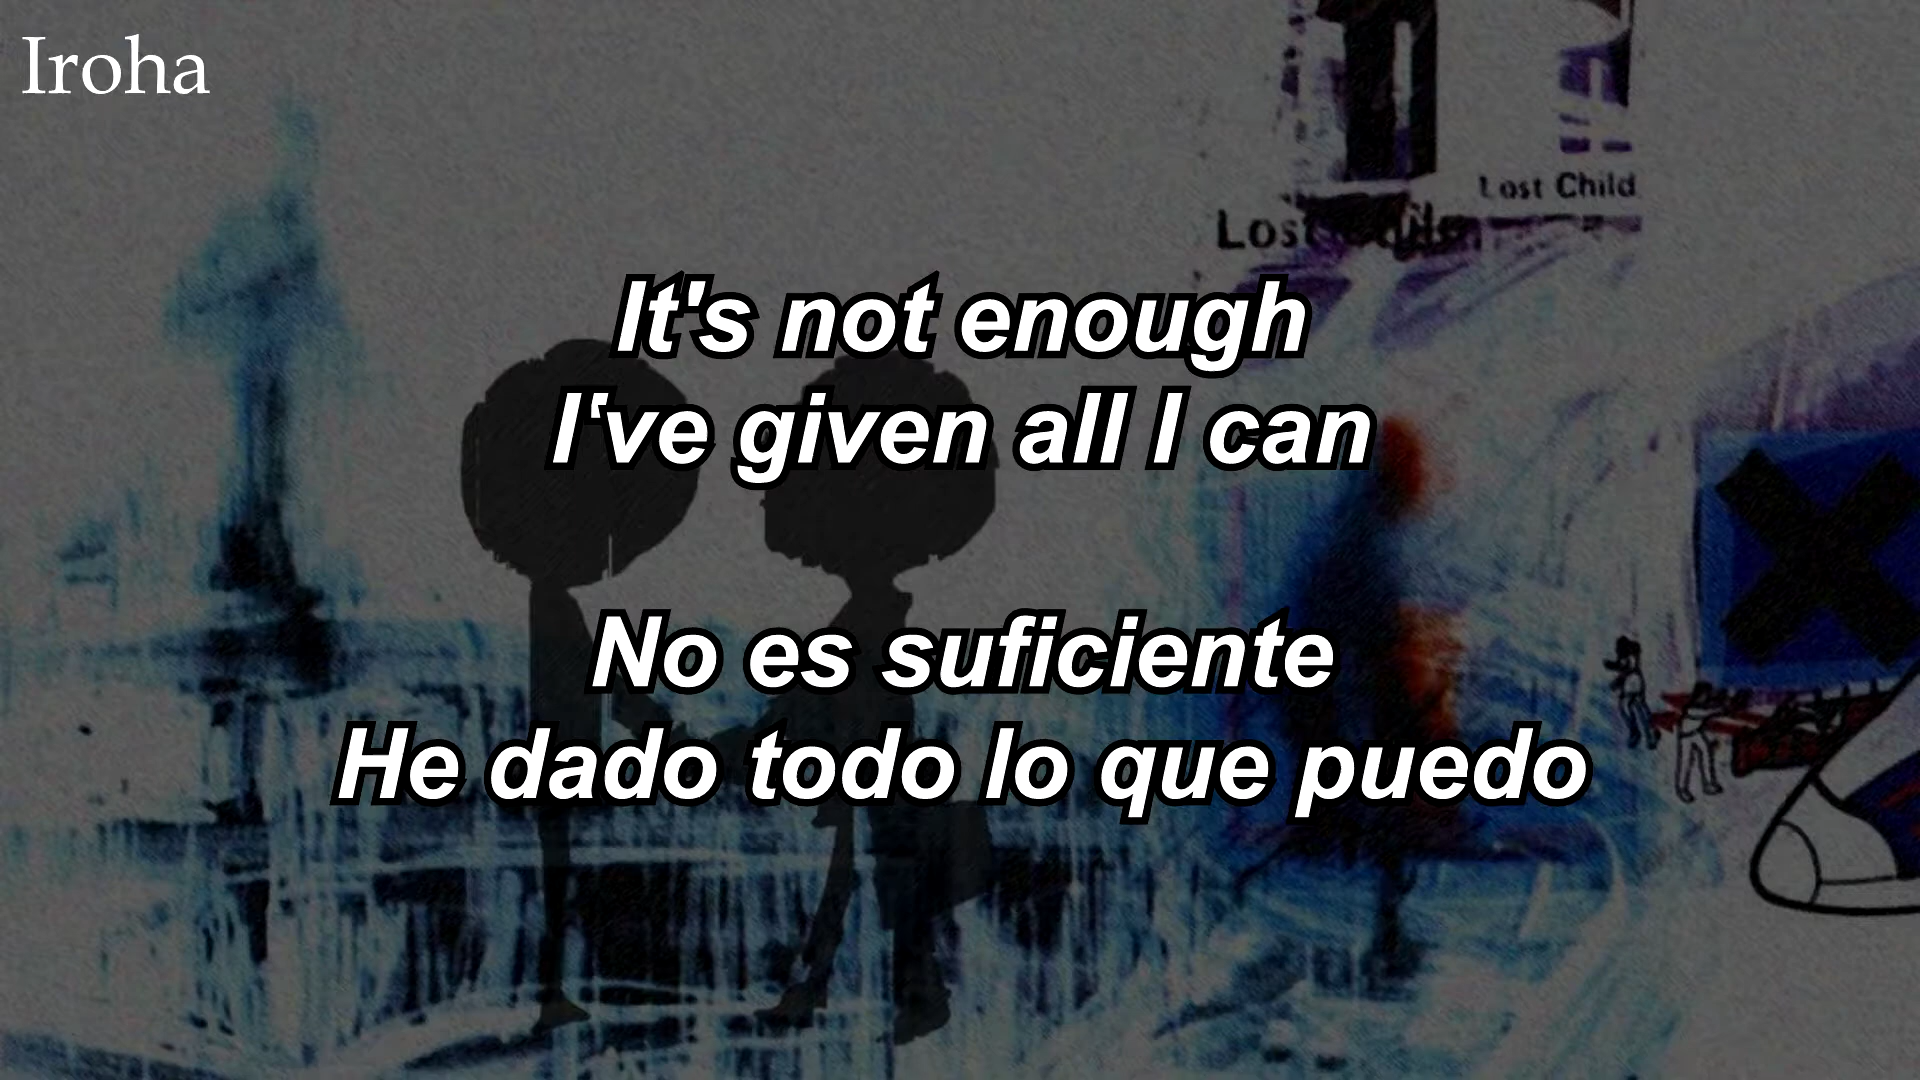 Iroha
Lost Child
Lost
It's not enough
I‛ve given all I can
No es suficiente
He dado todo lo que puedo